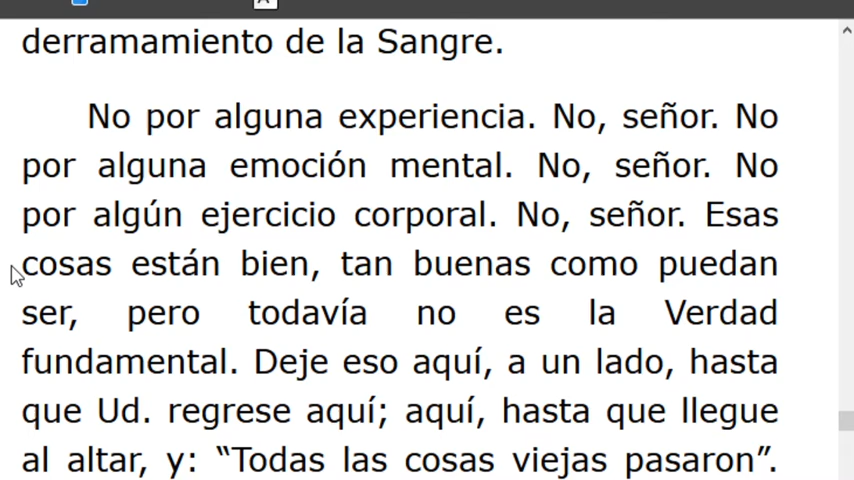 derramamiento de la Sangre.
No por alguna experiencia. No, señor. No
por alguna emoción mental. No, señor. No
por algún ejercicio corporal. No, señor. Esas
cosas están bien, tan buenas como puedan
ser, pero todavía no es la Verdad
fundamental. Deje eso aquí, a un lado, hasta
que Ud. regrese aquí; aquí, hasta que llegue
al altar, y: “Todas las cosas viejas pasaron”.